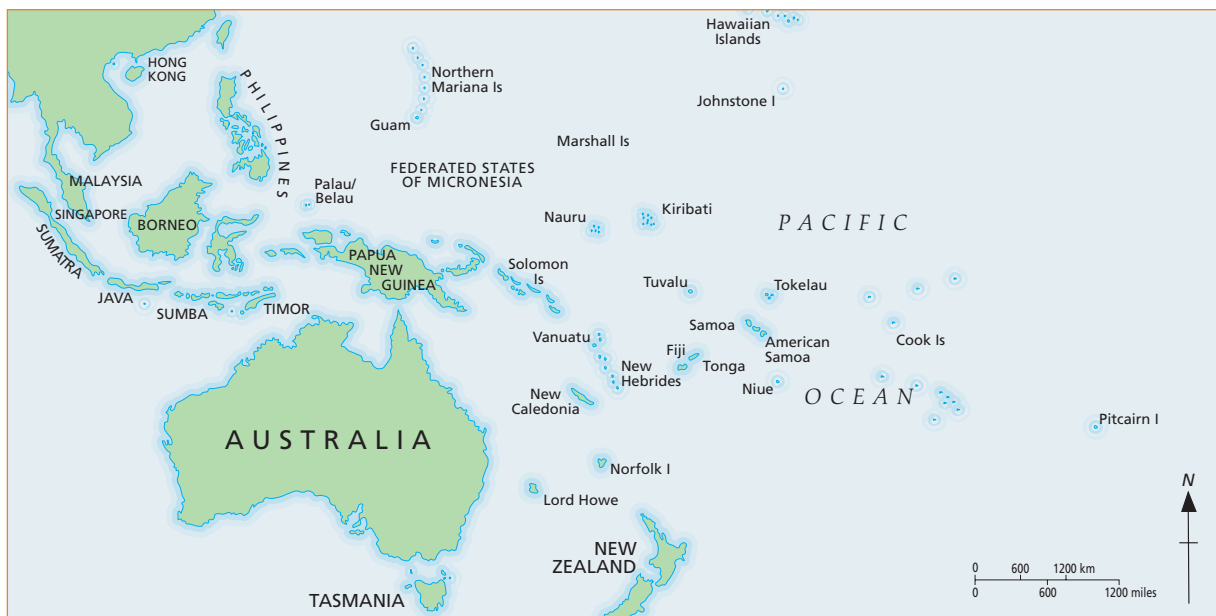 Hawaiian
Islands
HONG
KONG
PHILIPPINES
Northern
Mariana Is
Johnstone I
Guam
Marshall Is
FEDERATED STATES
OF MICRONESIA
MALAYSIA
Palau/
Belau
SINGAPORE
BORNEO
Nauru
Kiribati
PACIFIC
SUMATRA
PAPUA
NEW
GUINEA
Solomon
Is
JAVA
SUMBA
TIMOR
Tuvalu
Tokelau
Samoa
American
Samoa
Cook Is
Vanuatu
Fiji
Tonga
New
Hebrides
Niue
OCEAN
New
Caledonia
Pitcairn I
AUSTRALIA
Norfolk I
Lord Howe
N
NEW
ZEALAND
TASMANIA
0 600 1200 km
0 600 1200 miles